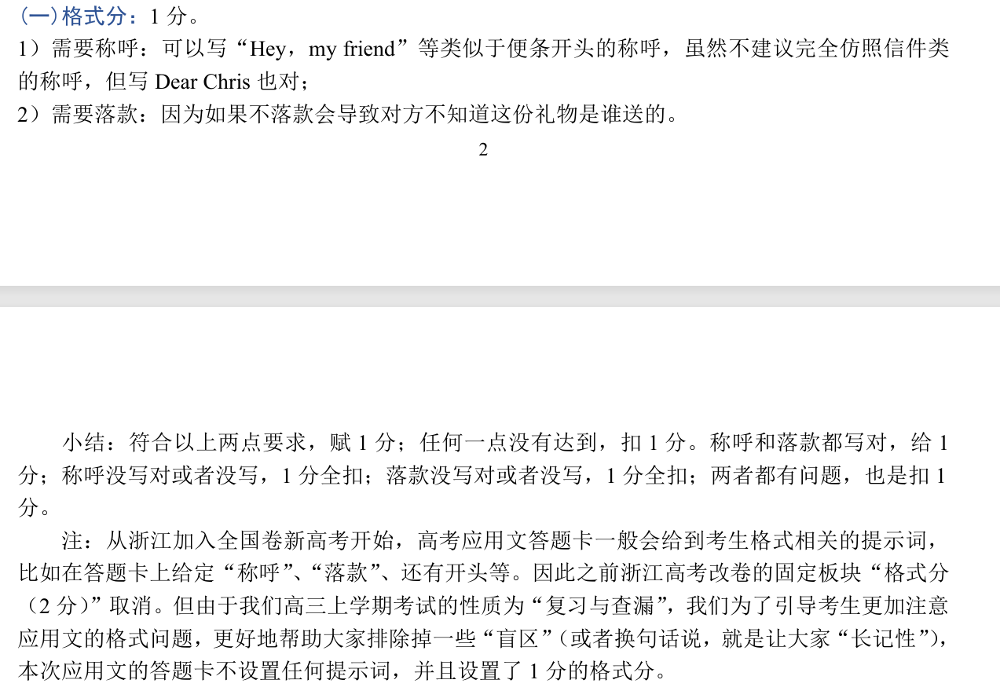 (一)格式分：1 分。
1）需要称呼：可以写“Hey，my friend”等类似于便条开头的称呼，虽然不建议完全仿照信件类
的称呼，但写 Dear Chris 也对；
2）需要落款：因为如果不落款会导致对方不知道这份礼物是谁送的。
2
小结：符合以上两点要求，赋 1 分；任何一点没有达到，扣 1 分。称呼和落款都写对，给 1
分；称呼没写对或者没写，1 分全扣；落款没写对或者没写，1 分全扣；两者都有问题，也是扣 1
分。
注：从浙江加入全国卷新高考开始，高考应用文答题卡一般会给到考生格式相关的提示词，
比如在答题卡上给定“称呼”、“落款”、还有开头等。因此之前浙江高考改卷的固定板块“格式分
（2 分）”取消。但由于我们高三上学期考试的性质为“复习与查漏”，我们为了引导考生更加注意
应用文的格式问题，更好地帮助大家排除掉一些“盲区”（或者换句话说，就是让大家“长记性”），
本次应用文的答题卡不设置任何提示词，并且设置了 1 分的格式分。